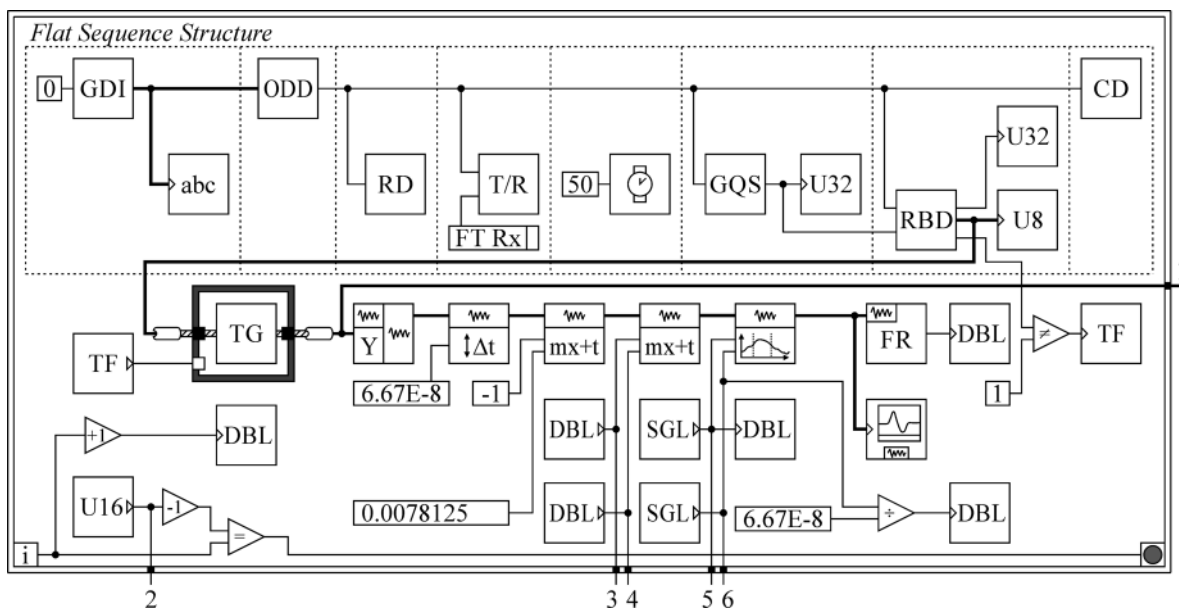 Flat Sequence Structure
0 GDI ODD CD
abc RD T/R 50 GQS U32 U32
FT Rx RBD U8
TG
TF Y Δt mx+t mx+t FR DBL ≠ TF
6.67E-8 -1 1
+1 DBL DBL SGL DBL
U16 -1 0.0078125 DBL SGL 6.67E-8 ÷ DBL
=
i
2 3 4 5 6